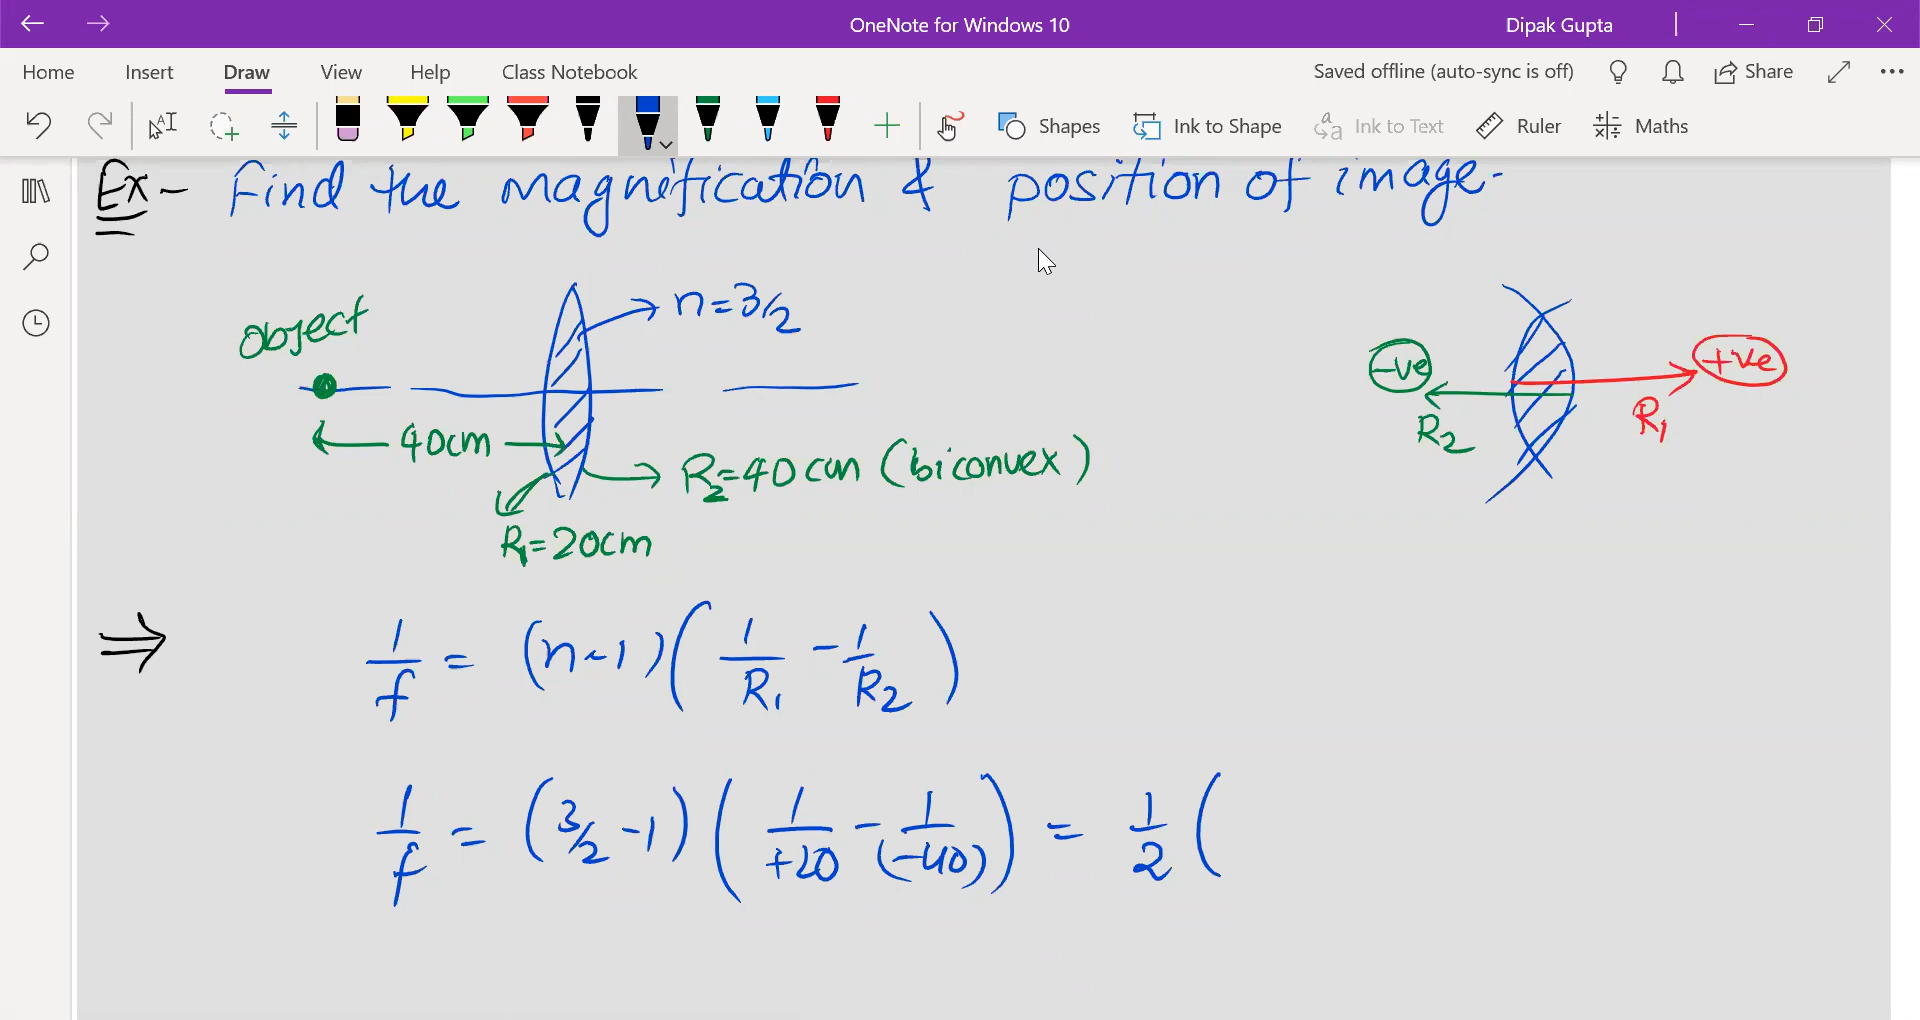 OneNote for Windows 10
Dipak Gupta
Home Insert Draw View Help Class Notebook
Saved offline (auto-sync is off) Share
Shapes Ink to Shape Ink to Text Ruler Maths
Ex- Find the magnification & position of image.
object
n=3/2
-ve
+ve
R₂
R₁
40cm
R₂=40cm (biconvex)
R₁=20cm
⇒ 1/f = (n-1)(1/R₁ - 1/R₂)
1/f = (3/2-1)(1/+20 - 1/(-40)) = 1/2 (